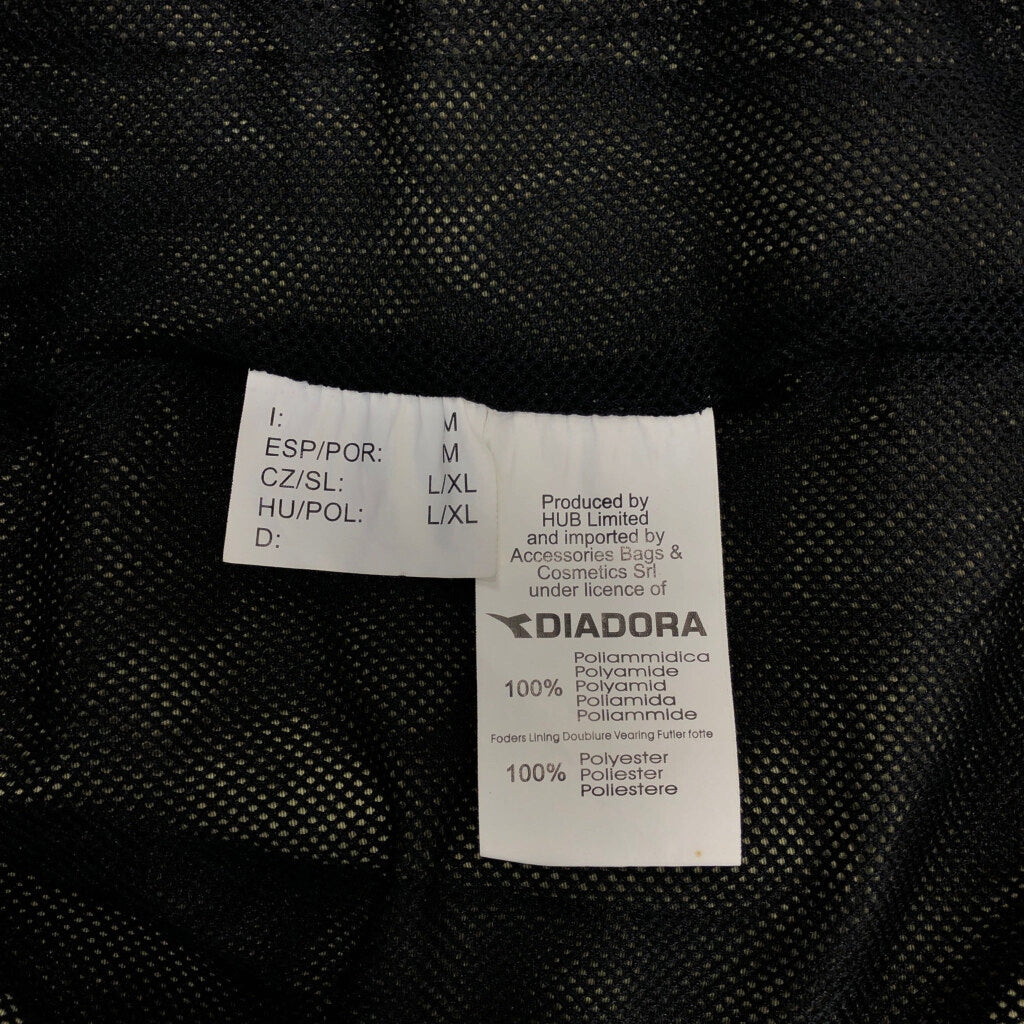 I: M
ESP/POR: M
CZ/SL: L/XL
HU/POL: L/XL
D:
Produced by
HUB Limited
and imported by
Accessories Bags &
Cosmetics Srl
under licence of
DIADORA
Poliammidica
Polyamide
100% Polyamid
Poliamida
Poliammide
Foders Lining Doublure Vearing Futler fotte
Polyester
100% Poliester
Poliestere